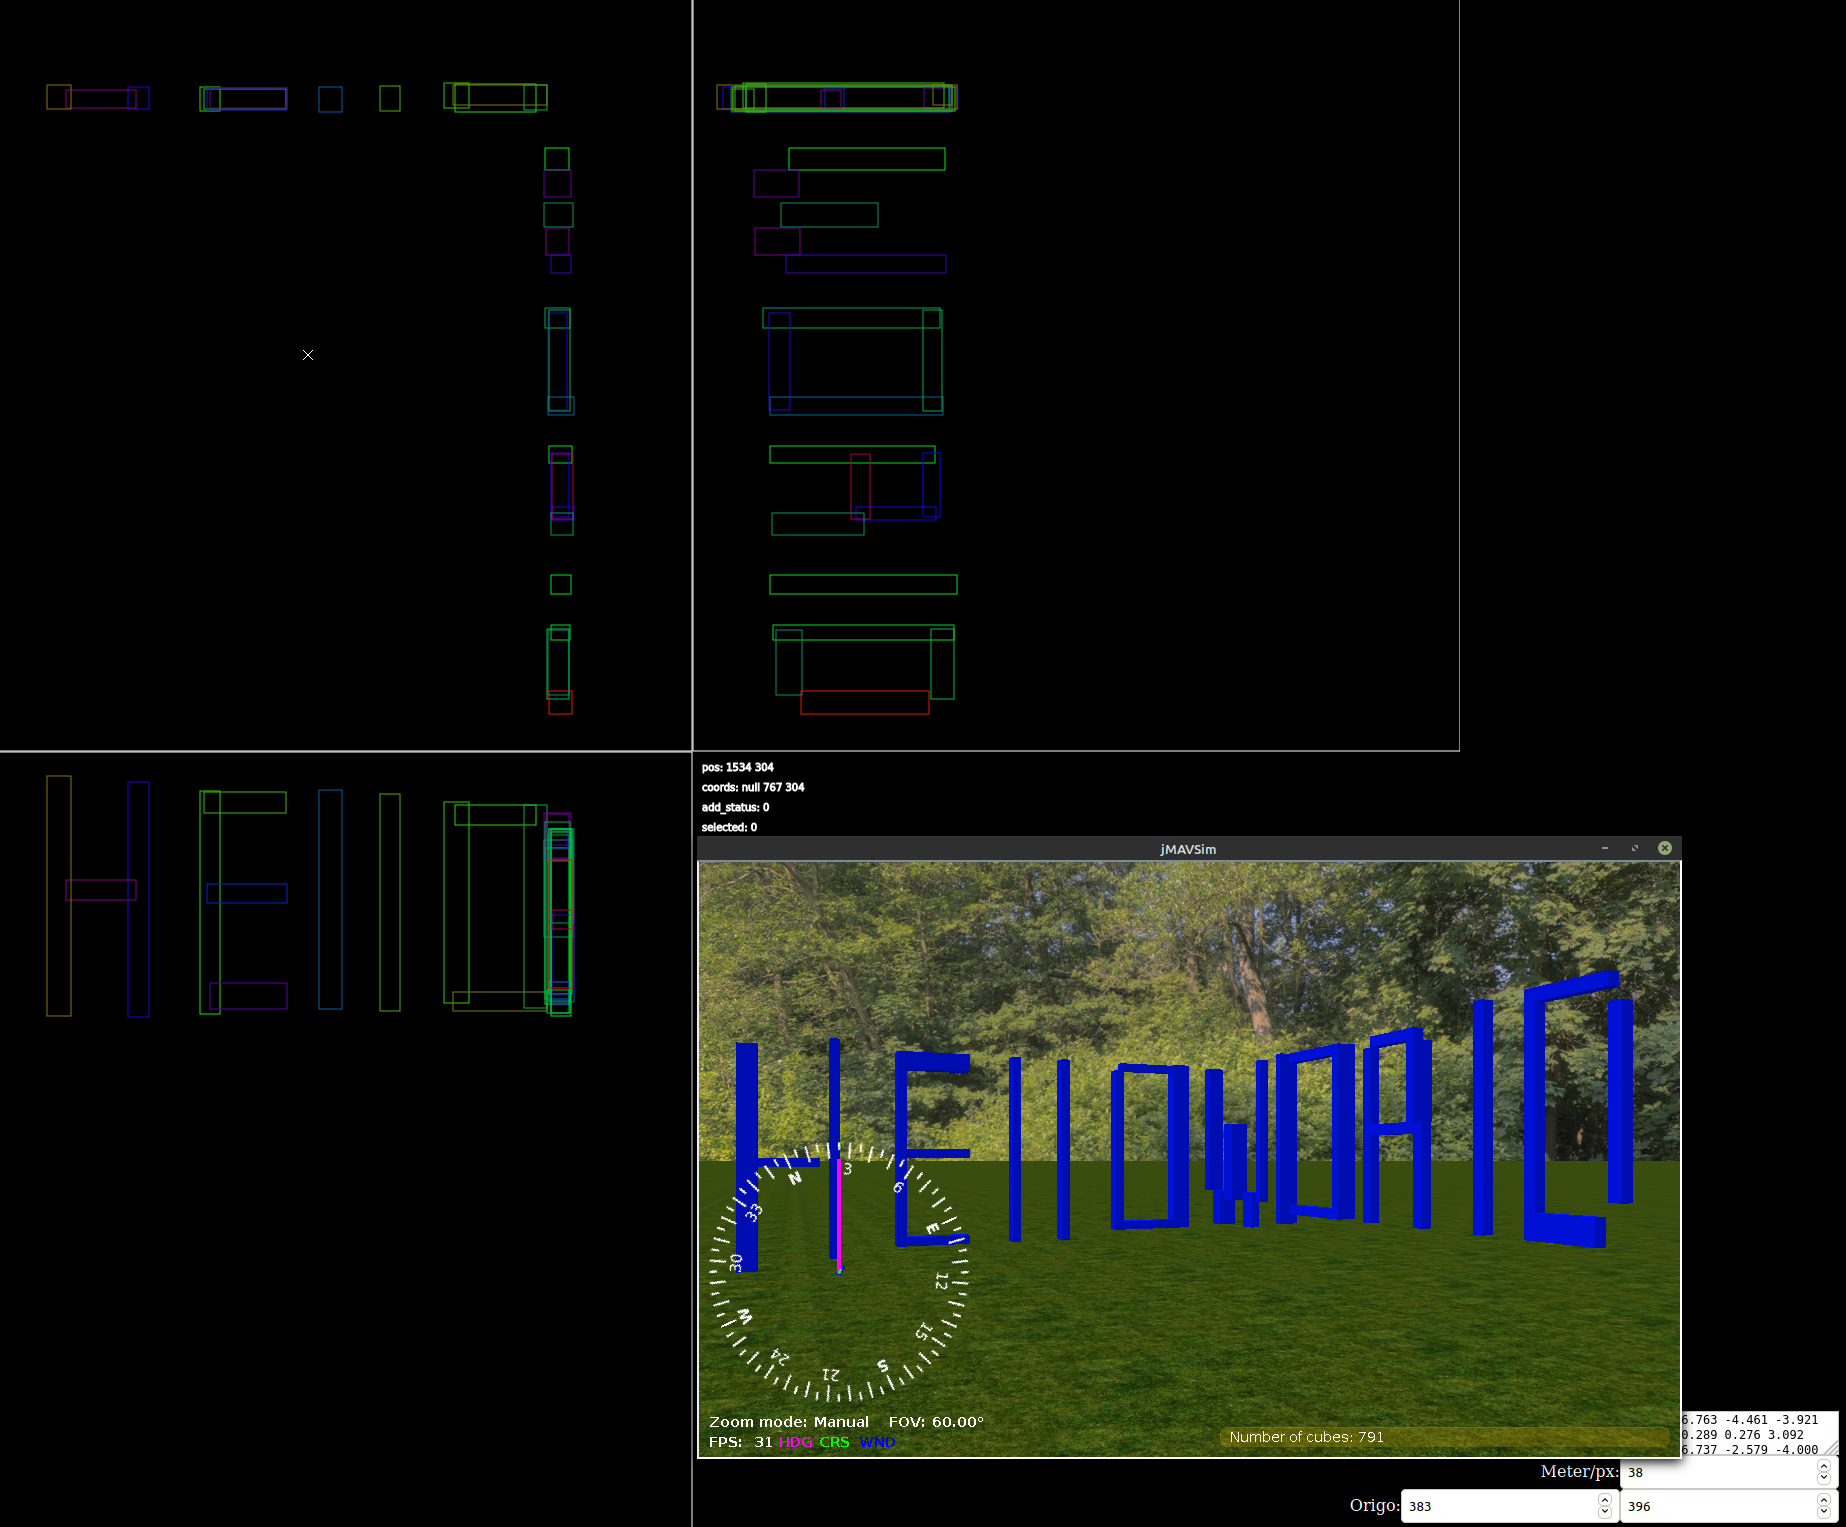 pos: 1534 304
coords: null 767 304
add_status: 0
selected: 0
jMAVSim
HEIIO WORID
N 3 6 E 12 15 S 21 24 W 30 33
Zoom mode: Manual FOV: 60.00°
FPS: 31 HDG CRS WND
Number of cubes: 791
6.763 -4.461 -3.921
0.289 0.276 3.092
6.737 -2.579 -4.000
Meter/px: 38
Origo: 383 396